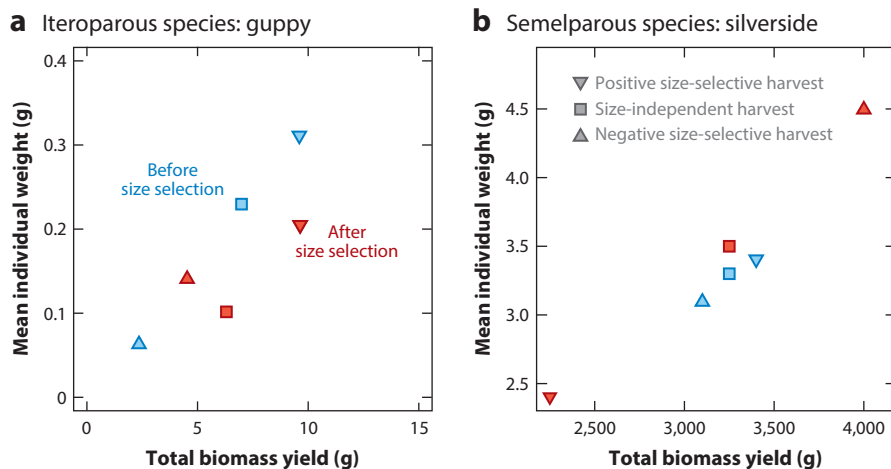 a Iteroparous species: guppy
Mean individual weight (g)
0.4
0.3
0.2
0.1
0
Before
size selection
After
size selection
0 5 10 15
Total biomass yield (g)
b Semelparous species: silverside
Mean individual weight (g)
4.5
4.0
3.5
3.0
2.5
Positive size-selective harvest
Size-independent harvest
Negative size-selective harvest
2,500 3,000 3,500 4,000
Total biomass yield (g)